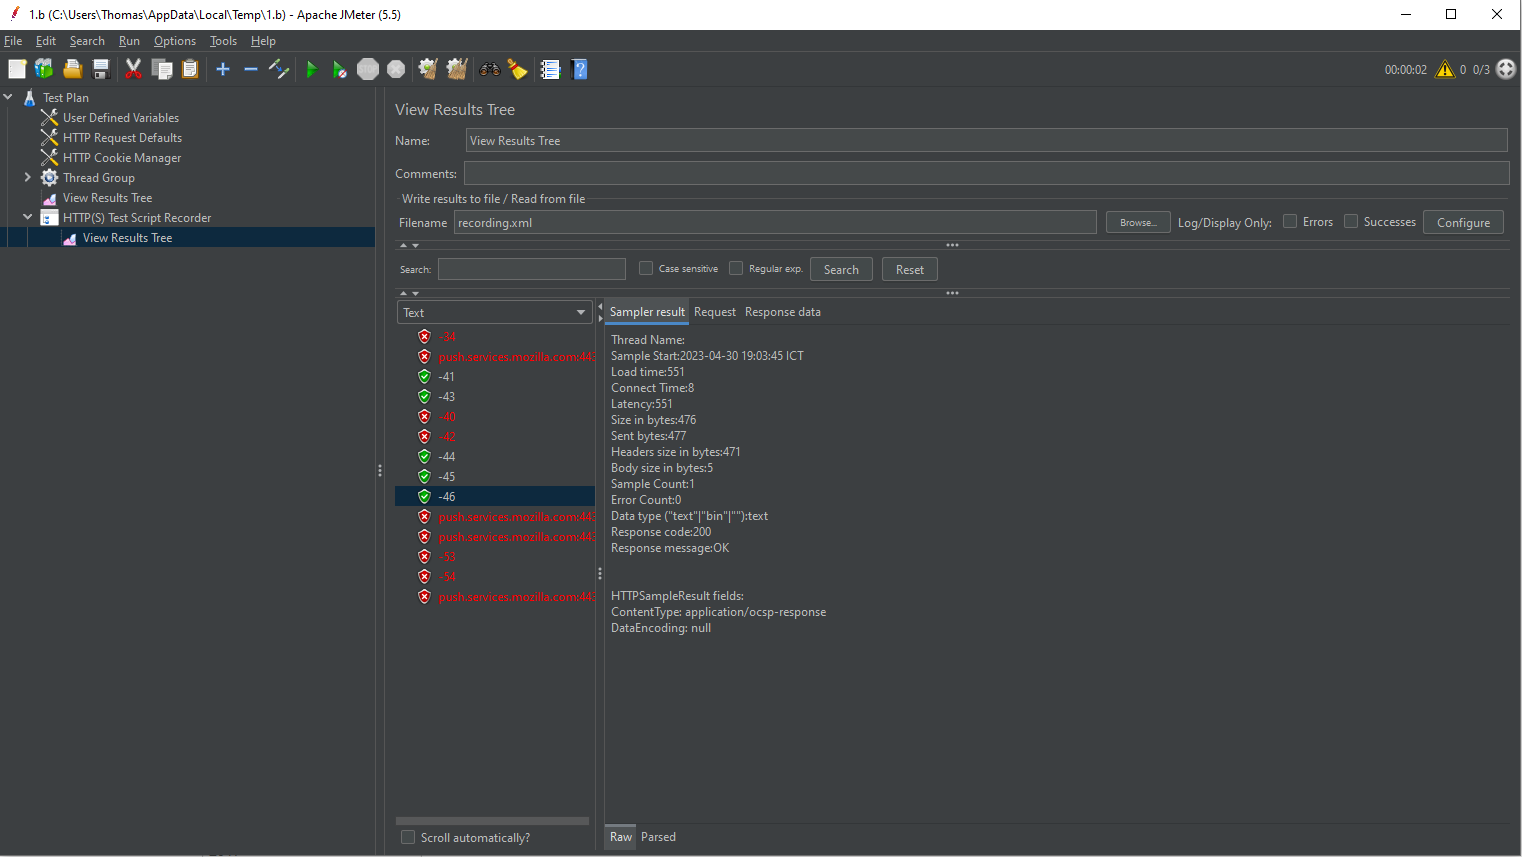 1.b (C:\Users\Thomas\AppData\Local\Temp\1.b) - Apache JMeter (5.5)
File Edit Search Run Options Tools Help
STOP 00:00:02 0 0/3
Test Plan
User Defined Variables
HTTP Request Defaults
HTTP Cookie Manager
Thread Group
View Results Tree
HTTP(S) Test Script Recorder
View Results Tree
View Results Tree
Name: View Results Tree
Comments:
Write results to file / Read from file
Filename recording.xml Browse... Log/Display Only: Errors Successes Configure
Search: Case sensitive Regular exp. Search Reset
Text
-34
push.services.mozilla.com:443
-41
-43
-40
-42
-44
-45
-46
push.services.mozilla.com:443
push.services.mozilla.com:443
-53
-54
push.services.mozilla.com:443
Scroll automatically?
Sampler result Request Response data
Thread Name:
Sample Start:2023-04-30 19:03:45 ICT
Load time:551
Connect Time:8
Latency:551
Size in bytes:476
Sent bytes:477
Headers size in bytes:471
Body size in bytes:5
Sample Count:1
Error Count:0
Data type ("text"|"bin"|""):text
Response code:200
Response message:OK
HTTPSampleResult fields:
ContentType: application/ocsp-response
DataEncoding: null
Raw Parsed